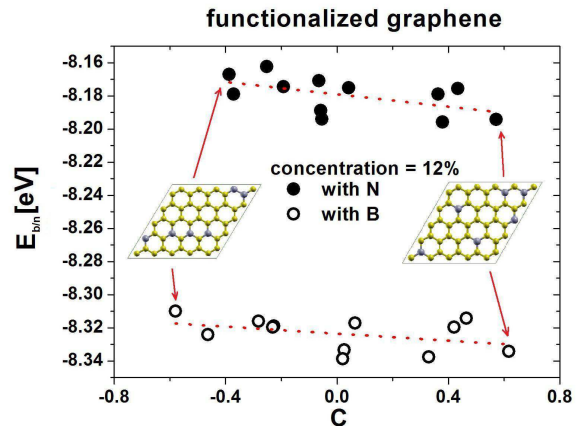 functionalized graphene
-8.16
-8.18
-8.20
-8.22
-8.24
-8.26
-8.28
-8.30
-8.32
-8.34
E b/n [eV]
concentration = 12%
with N
with B
-0.8
-0.4
0.0
0.4
0.8
C